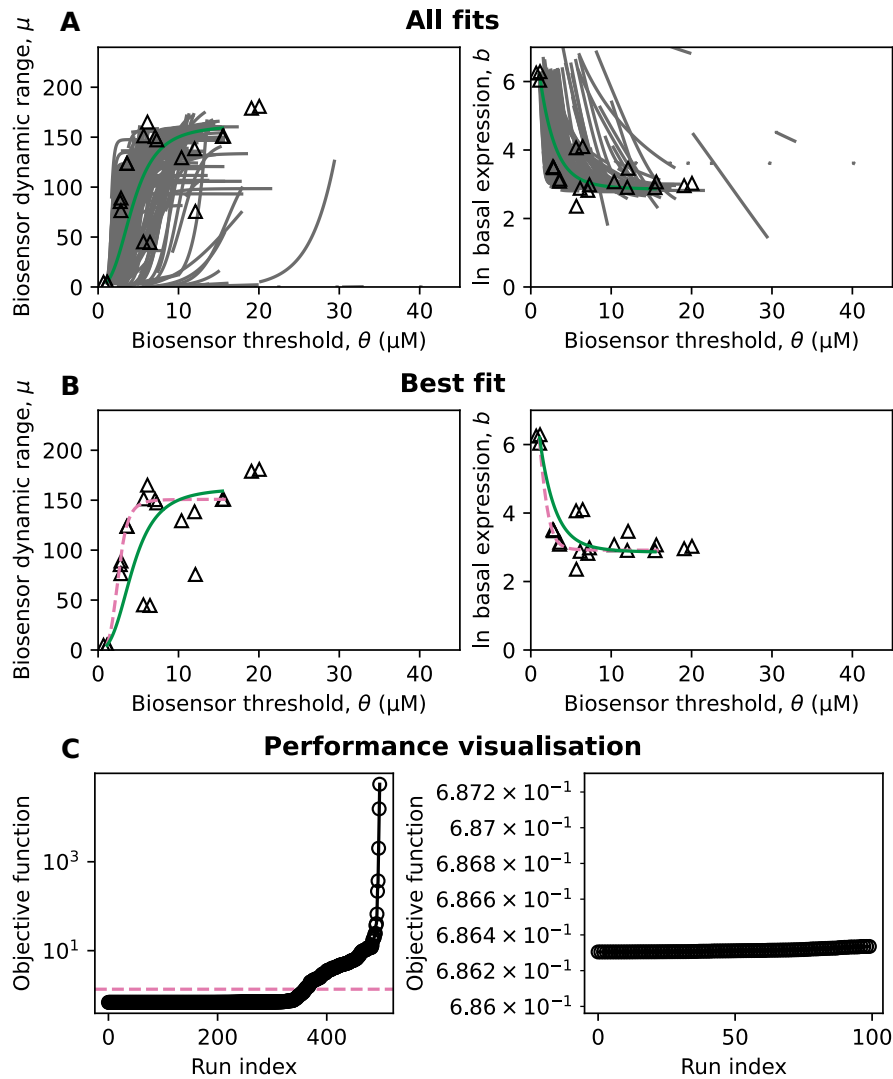 A All fits
Biosensor dynamic range, μ
200
150
100
50
0
0 10 20 30 40
Biosensor threshold, θ (μM)
ln basal expression, b
6
4
2
0
0 10 20 30 40
Biosensor threshold, θ (μM)
B Best fit
Biosensor dynamic range, μ
200
150
100
50
0
0 10 20 30 40
Biosensor threshold, θ (μM)
ln basal expression, b
6
4
2
0
0 10 20 30 40
Biosensor threshold, θ (μM)
C Performance visualisation
Objective function
10³
10¹
0 200 400
Run index
Objective function
6.872 × 10⁻¹
6.87 × 10⁻¹
6.868 × 10⁻¹
6.866 × 10⁻¹
6.864 × 10⁻¹
6.862 × 10⁻¹
6.86 × 10⁻¹
0 50 100
Run index